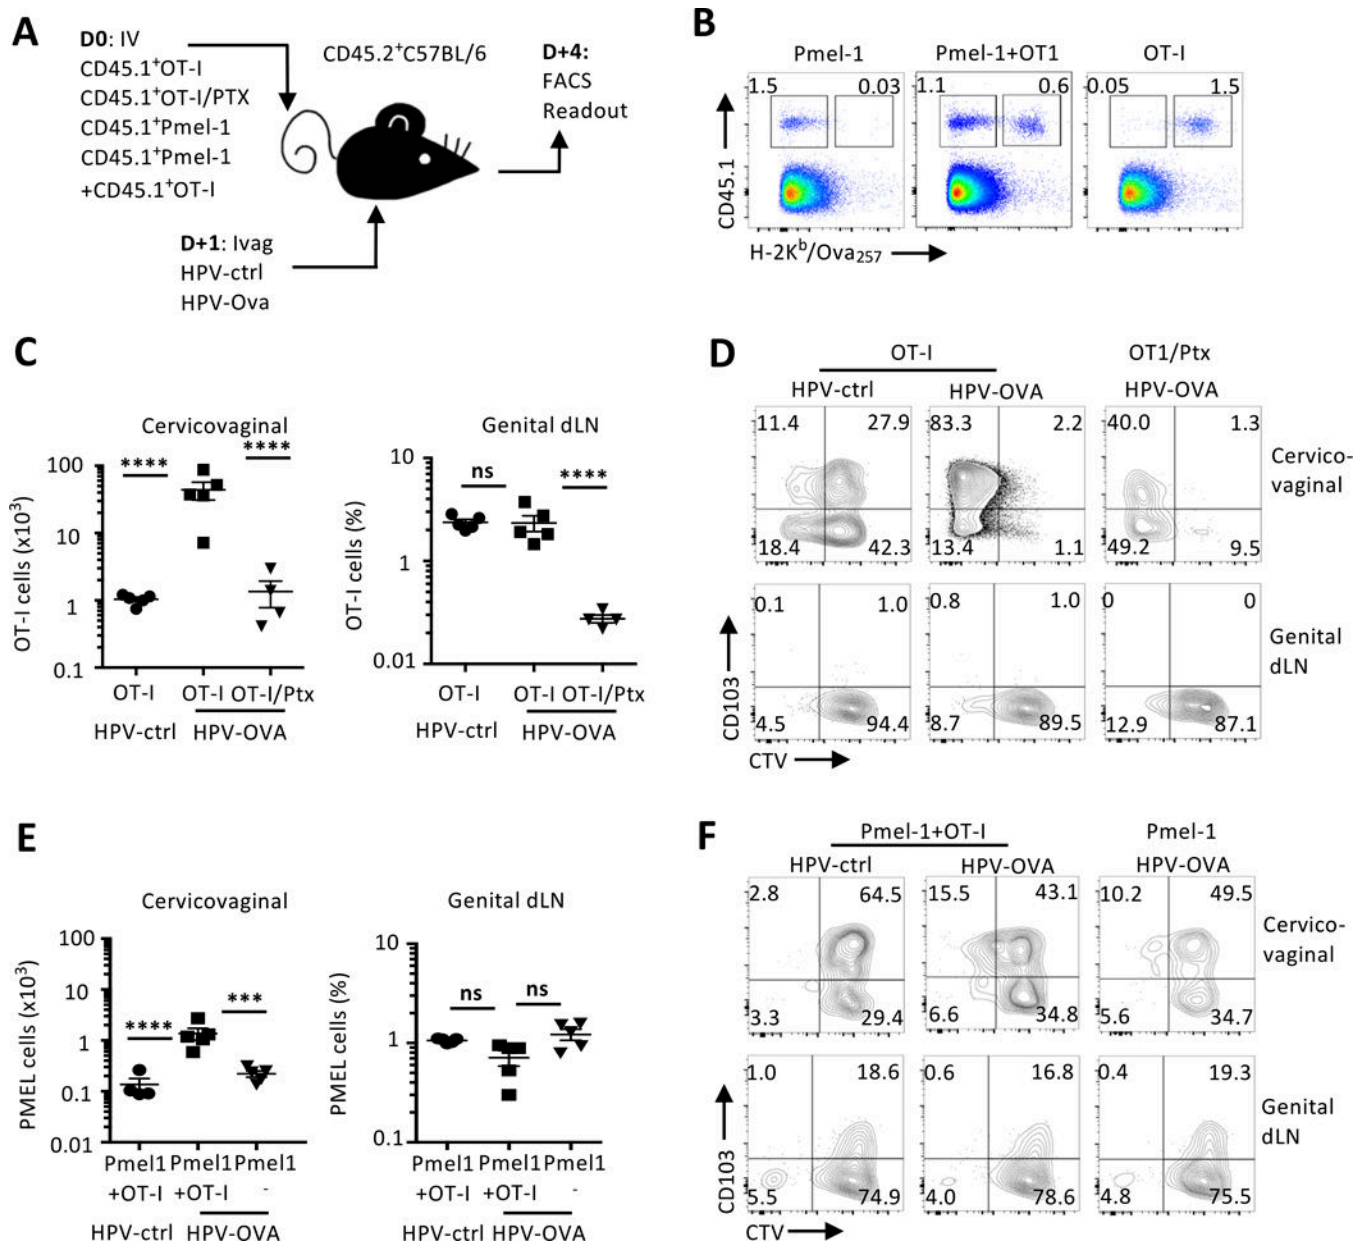 A
D0: IV
CD45.1⁺OT-I
CD45.1⁺OT-I/PTX
CD45.1⁺Pmel-1
CD45.1⁺Pmel-1
+CD45.1⁺OT-I
CD45.2⁺C57BL/6
D+4:
FACS
Readout
D+1: Ivag
HPV-ctrl
HPV-Ova
B
Pmel-1 Pmel-1+OT1 OT-I
1.5 0.03 1.1 0.6 0.05 1.5
CD45.1
H-2Kᵇ/Ova₂₅₇
C
Cervicovaginal
**** ****
100
10
1
0.1
OT-I cells (x10³)
OT-I OT-I OT-I/Ptx
HPV-ctrl HPV-OVA
Genital dLN
ns ****
10
1
0.01
OT-I cells (%)
OT-I OT-I OT-I/Ptx
HPV-ctrl HPV-OVA
D
OT-I OT1/Ptx
HPV-ctrl HPV-OVA HPV-OVA
11.4 27.9 83.3 2.2 40.0 1.3
18.4 42.3 13.4 1.1 49.2 9.5
Cervico-
vaginal
0.1 1.0 0.8 1.0 0 0
4.5 94.4 8.7 89.5 12.9 87.1
Genital
dLN
CD103
CTV
E
Cervicovaginal
**** ***
100
10
1
0.1
0.01
PMEL cells (x10³)
Pmel1 Pmel1 Pmel1
+OT-I +OT-I -
HPV-ctrl HPV-OVA
Genital dLN
ns ns
10
1
0.1
PMEL cells (%)
Pmel1 Pmel1 Pmel1
+OT-I +OT-I -
HPV-ctrl HPV-OVA
F
Pmel-1+OT-I Pmel-1
HPV-ctrl HPV-OVA HPV-OVA
2.8 64.5 15.5 43.1 10.2 49.5
3.3 29.4 6.6 34.8 5.6 34.7
Cervico-
vaginal
1.0 18.6 0.6 16.8 0.4 19.3
5.5 74.9 4.0 78.6 4.8 75.5
Genital
dLN
CD103
CTV